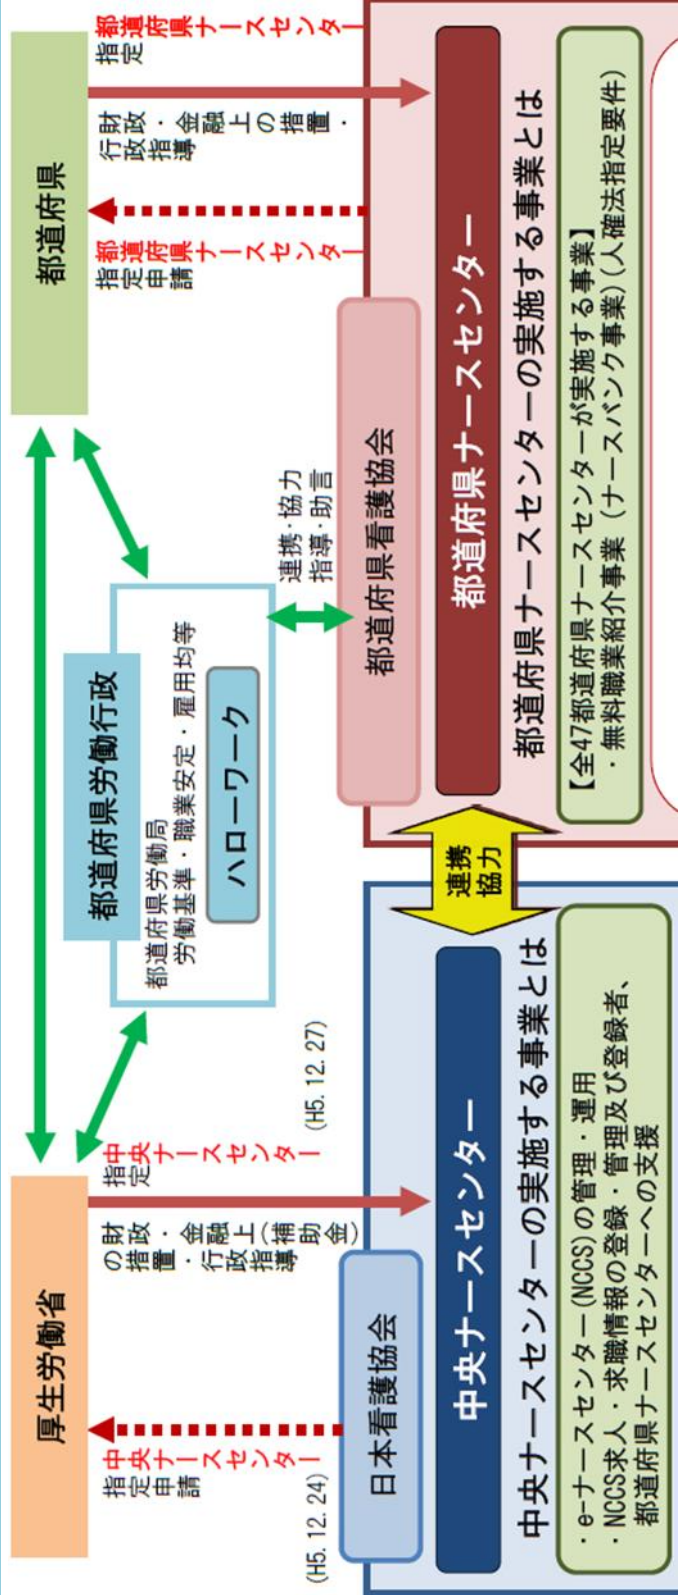 厚生労働省
都道府県
都道府県労働行政
都道府県労働局
労働基準・職業安定・雇用均等
ハローワーク
中央ナースセンター
指定申請
(H5.12.24)
財政・金融上(補助金)
の措置・行政指導
中央ナースセンター
指定
(H5.12.27)
連携・協力
指導・助言
都道府県ナースセンター
指定申請
財政・金融上の措置・
行政指導
都道府県ナースセンター
指定
日本看護協会
中央ナースセンター
中央ナースセンターの実施する事業とは
・e-ナースセンター(NCCS)の管理・運用
・NCCS求人・求職情報の登録・管理及び登録者、
都道府県ナースセンターへの支援
連携
協力
都道府県看護協会
都道府県ナースセンター
都道府県ナースセンターの実施する事業とは
【全47都道府県ナースセンターが実施する事業】
・無料職業紹介事業(ナースバンク事業)(人確法指定要件)